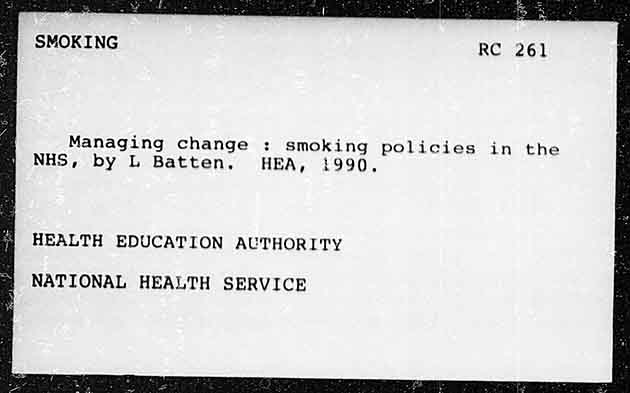 SMOKING RC 261
Managing change : smoking policies in the
NHS, by L Batten. HEA, 1990.
HEALTH EDUCATION AUTHORITY
NATIONAL HEALTH SERVICE